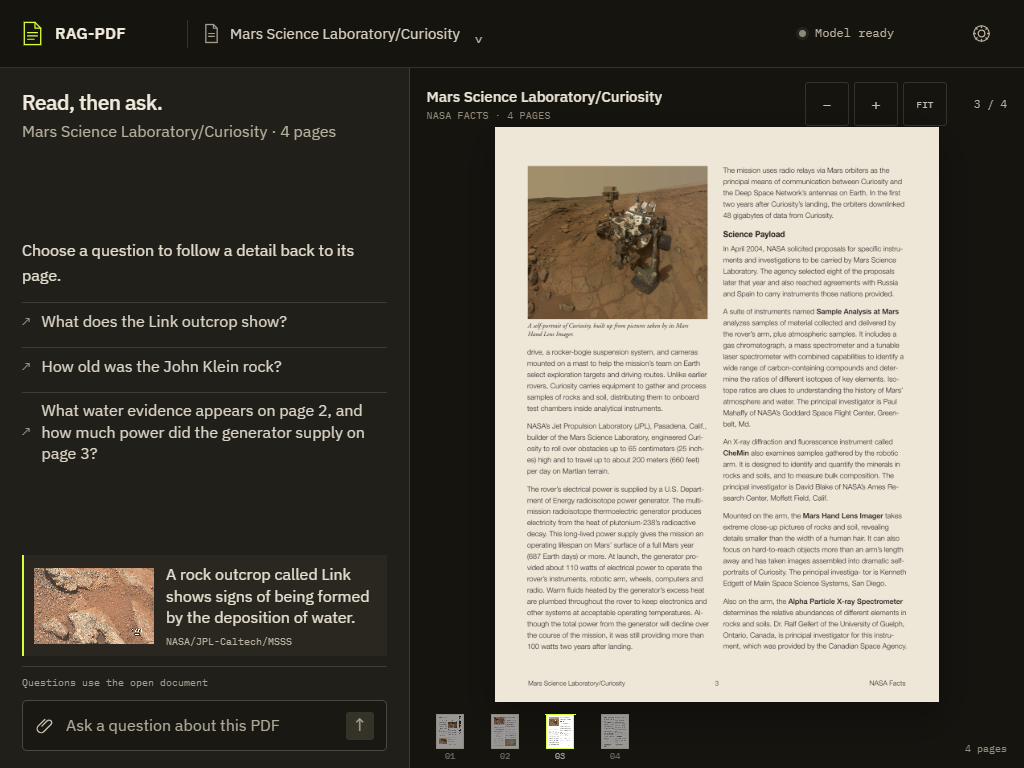 RAG-PDF
Mars Science Laboratory/Curiosity
Model ready
Read, then ask.
Mars Science Laboratory/Curiosity · 4 pages
Choose a question to follow a detail back to its
page.
↗ What does the Link outcrop show?
↗ How old was the John Klein rock?
↗ What water evidence appears on page 2, and
how much power did the generator supply on
page 3?
A rock outcrop called Link
shows signs of being formed
by the deposition of water.
NASA/JPL-Caltech/MSSS
Questions use the open document
Ask a question about this PDF
Mars Science Laboratory/Curiosity
NASA FACTS · 4 PAGES
− + FIT 3 / 4
A self-portrait of Curiosity, built up from pictures taken by its Mars
Hand Lens Imager.
drive, a rocker-bogie suspension system, and cameras
mounted on a mast to help the mission's team on Earth
select exploration targets and driving routes. Unlike earlier
rovers, Curiosity carries equipment to gather and process
samples of rocks and soil, distributing them to onboard
test chambers inside analytical instruments.
NASA's Jet Propulsion Laboratory (JPL), Pasadena, Calif.,
builder of the Mars Science Laboratory, engineered Curi-
osity to roll over obstacles up to 65 centimeters (25 inch-
es) high and to travel up to about 200 meters (660 feet)
per day on Martian terrain.
The rover's electrical power is supplied by a U.S. Depart-
ment of Energy radioisotope power generator. The multi-
mission radioisotope thermoelectric generator produces
electricity from the heat of plutonium-238's radioactive
decay. This long-lived power supply gives the mission an
operating lifespan on Mars' surface of a full Mars year
(687 Earth days) or more. At launch, the generator pro-
vided about 110 watts of electrical power to operate the
rover's instruments, robotic arm, wheels, computers and
radio. Warm fluids heated by the generator's excess heat
are plumbed throughout the rover to keep electronics and
other systems at acceptable operating temperatures. Al-
though the total power from the generator will decline over
the course of the mission, it was still providing more than
100 watts two years after landing.
The mission uses radio relays via Mars orbiters as the
principal means of communication between Curiosity and
the Deep Space Network's antennas on Earth. In the first
two years after Curiosity's landing, the orbiters downlinked
48 gigabytes of data from Curiosity.
Science Payload
In April 2004, NASA solicited proposals for specific instru-
ments and investigations to be carried by Mars Science
Laboratory. The agency selected eight of the proposals
later that year and also reached agreements with Russia
and Spain to carry instruments those nations provided.
A suite of instruments named Sample Analysis at Mars
analyzes samples of material collected and delivered by
the rover's arm, plus atmospheric samples. It includes a
gas chromatograph, a mass spectrometer and a tunable
laser spectrometer with combined capabilities to identify a
wide range of carbon-containing compounds and deter-
mine the ratios of different isotopes of key elements. Iso-
tope ratios are clues to understanding the history of Mars'
atmosphere and water. The principal investigator is Paul
Mahaffy of NASA's Goddard Space Flight Center, Green-
belt, Md.
An X-ray diffraction and fluorescence instrument called
CheMin also examines samples gathered by the robotic
arm. It is designed to identify and quantify the minerals in
rocks and soils, and to measure bulk composition. The
principal investigator is David Blake of NASA's Ames Re-
search Center, Moffett Field, Calif.
Mounted on the arm, the Mars Hand Lens Imager takes
extreme close-up pictures of rocks and soil, revealing
details smaller than the width of a human hair. It can also
focus on hard-to-reach objects more than an arm's length
away and has taken images assembled into dramatic self-
portraits of Curiosity. The principal investiga- tor is Kenneth
Edgett of Malin Space Science Systems, San Diego.
Also on the arm, the Alpha Particle X-ray Spectrometer
determines the relative abundances of different elements in
rocks and soils. Dr. Ralf Gellert of the University of Guelph,
Ontario, Canada, is principal investigator for this instru-
ment, which was provided by the Canadian Space Agency.
Mars Science Laboratory/Curiosity 3 NASA Facts
01 02 03 04
4 pages